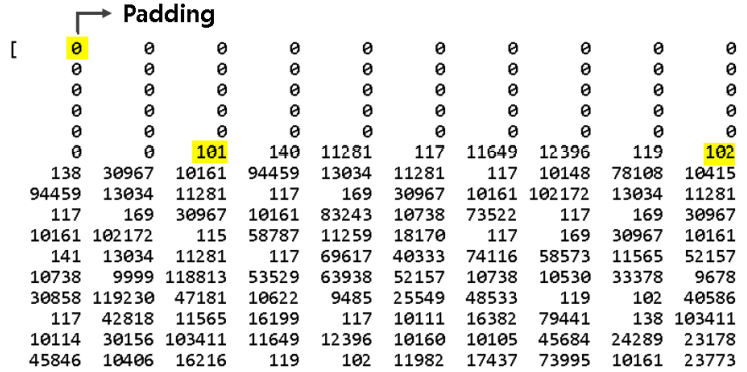 Padding
[ 0 0 0 0 0 0 0 0 0 0
0 0 0 0 0 0 0 0 0 0
0 0 0 0 0 0 0 0 0 0
0 0 0 0 0 0 0 0 0 0
0 0 0 0 0 0 0 0 0 0
0 0 101 140 11281 117 11649 12396 119 102
138 30967 10161 94459 13034 11281 117 10148 78108 10415
94459 13034 11281 117 169 30967 10161 102172 13034 11281
117 169 30967 10161 83243 10738 73522 117 169 30967
10161 102172 115 58787 11259 18170 117 169 30967 10161
141 13034 11281 117 69617 40333 74116 58573 11565 52157
10738 9999 118813 53529 63938 52157 10738 10530 33378 9678
30858 119230 47181 10622 9485 25549 48533 119 102 40586
117 42818 11565 16199 117 10111 16382 79441 138 103411
10114 30156 103411 11649 12396 10160 10105 45684 24289 23178
45846 10406 16216 119 102 11982 17437 73995 10161 23773